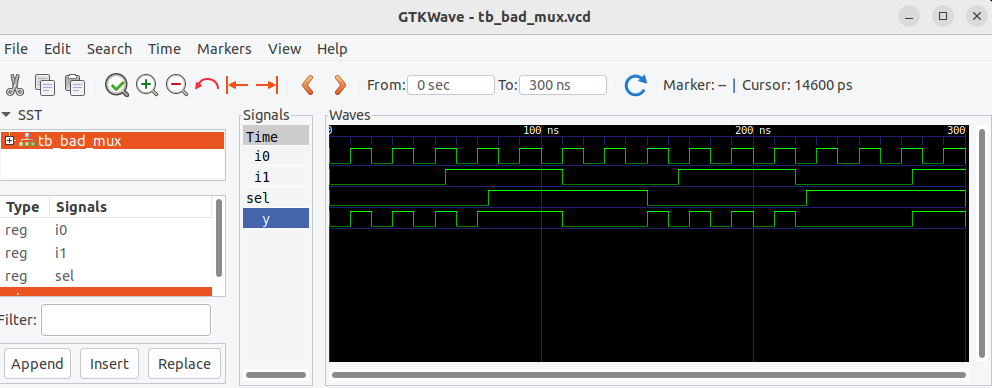 GTKWave - tb_bad_mux.vcd
File Edit Search Time Markers View Help
From: 0 sec To: 300 ns Marker: -- | Cursor: 14600 ps
SST
tb_bad_mux
Type Signals
reg i0
reg i1
reg sel
Filter:
Append Insert Replace
Signals
Time
i0
i1
sel
y
Waves
0 100 ns 200 ns 300